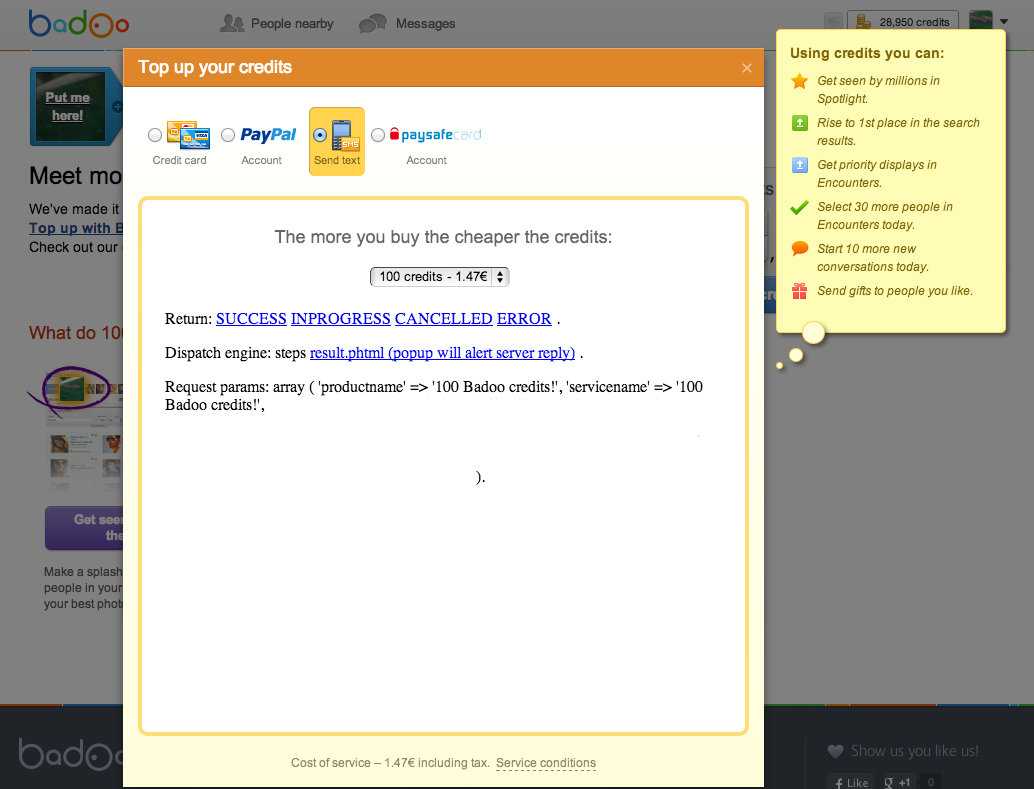 badoo
People nearby
Messages
28,950 credits
Put me
here!
Meet mo
We've made it
Top up with B
Check out our
What do 100
Get seen
the
Make a splash
people in your
your best phot
Top up your credits
×
Credit card
PayPal
Account
SMS
Send text
paysafecard
Account
The more you buy the cheaper the credits:
100 credits - 1.47€
Return: SUCCESS INPROGRESS CANCELLED ERROR .
Dispatch engine: steps result.phtml (popup will alert server reply) .
Request params: array ( 'productname' => '100 Badoo credits!', 'servicename' => '100
Badoo credits!',
).
Cost of service – 1.47€ including tax. Service conditions
Using credits you can:
Get seen by millions in
Spotlight.
Rise to 1st place in the search
results.
Get priority displays in
Encounters.
Select 30 more people in
Encounters today.
Start 10 more new
conversations today.
Send gifts to people you like.
badoo
Show us you like us!
Like
+1
0